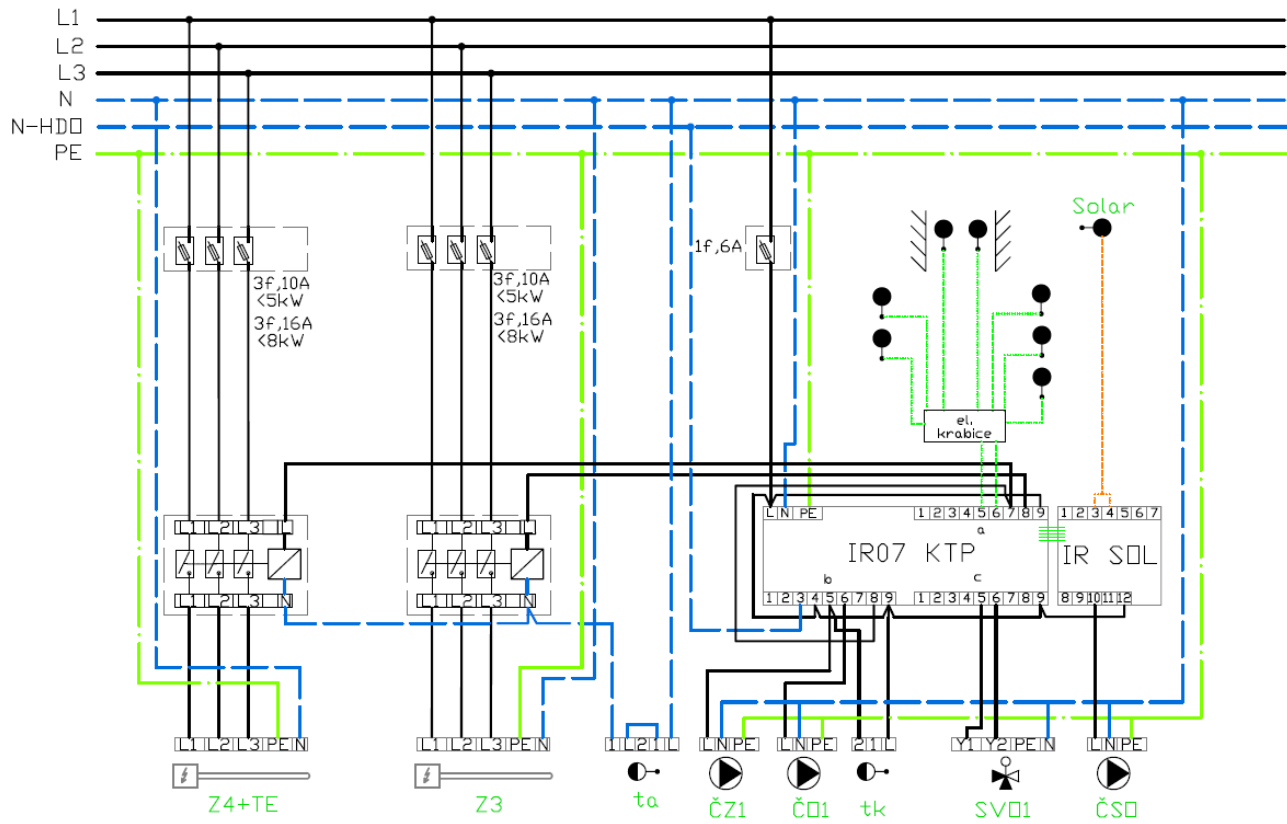 L1
L2
L3
N
N-HDO
PE
Solar
1f,6A
3f,10A
<5kW
3f,16A
<8kW
3f,10A
<5kW
3f,16A
<8kW
el.
krabice
L1 L2 L3 L
L1 L2 L3 L
L N PE
1 2 3 4 5 6 7 8 9
1 2 3 4 5 6 7
a
IR07 KTP
IR SOL
b
c
L1 L2 L3 N
L1 L2 L3 N
1 2 3 4 5 6 7 8 9
1 2 3 4 5 6 7 8 9
8 9 10 11 12
L1 L2 L3 PE N
L1 L2 L3 PE N
1 L 2 1 L
L N PE
L N PE
2 1 L
Y1 Y2 PE N
L N PE
Z4+TE
Z3
ta
ČZ1
ČO1
tk
SVO1
ČSO